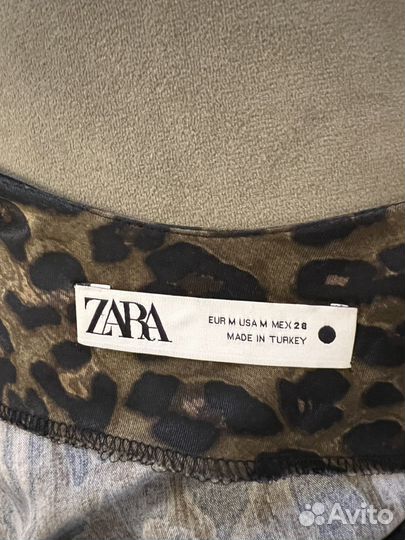 ZARA
EUR M USA M MEX 28
MADE IN TURKEY
Avito